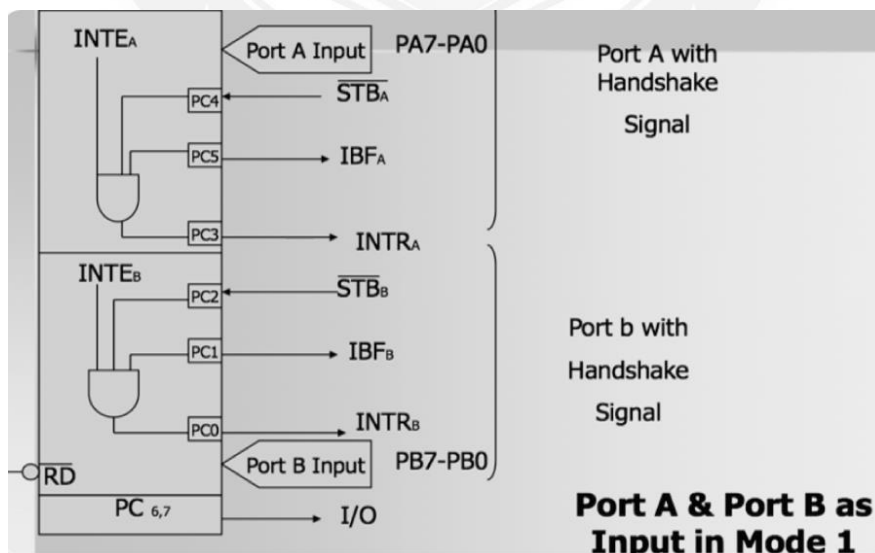 INTEA
Port A Input
PA7-PA0
PC4
STBA
PC5
IBFA
PC3
INTRA
Port A with
Handshake
Signal
INTEB
PC2
STBB
PC1
IBFB
PC0
INTRB
Port B Input
PB7-PB0
RD
PC 6,7
I/O
Port b with
Handshake
Signal
Port A & Port B as
Input in Mode 1